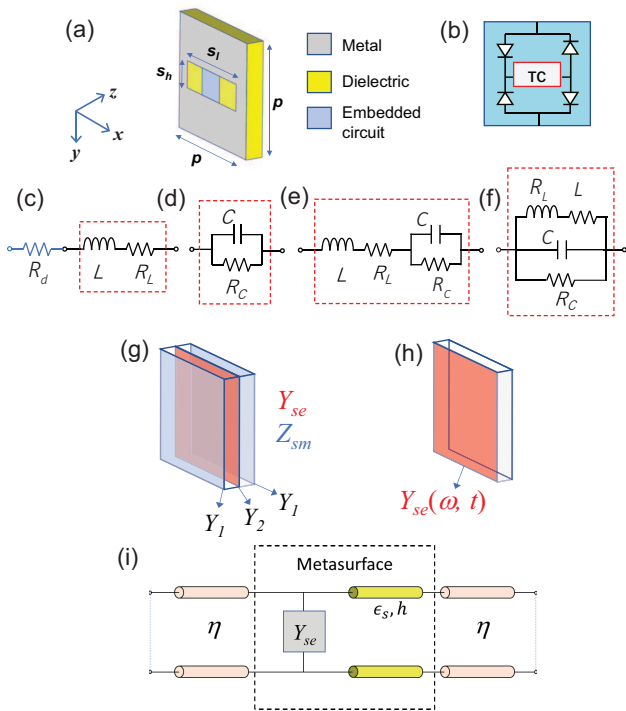 (a)
s_l
s_h
p
p
z
x
y
Metal
Dielectric
Embedded
circuit
(b)
TC
(c)
R_d
L
R_L
(d)
C
R_C
(e)
L
R_L
C
R_C
(f)
R_L
L
C
R_C
(g)
Y_se
Z_sm
Y_1
Y_2
Y_1
(h)
Y_se(ω, t)
(i)
Metasurface
η
Y_se
ϵ_s, h
η